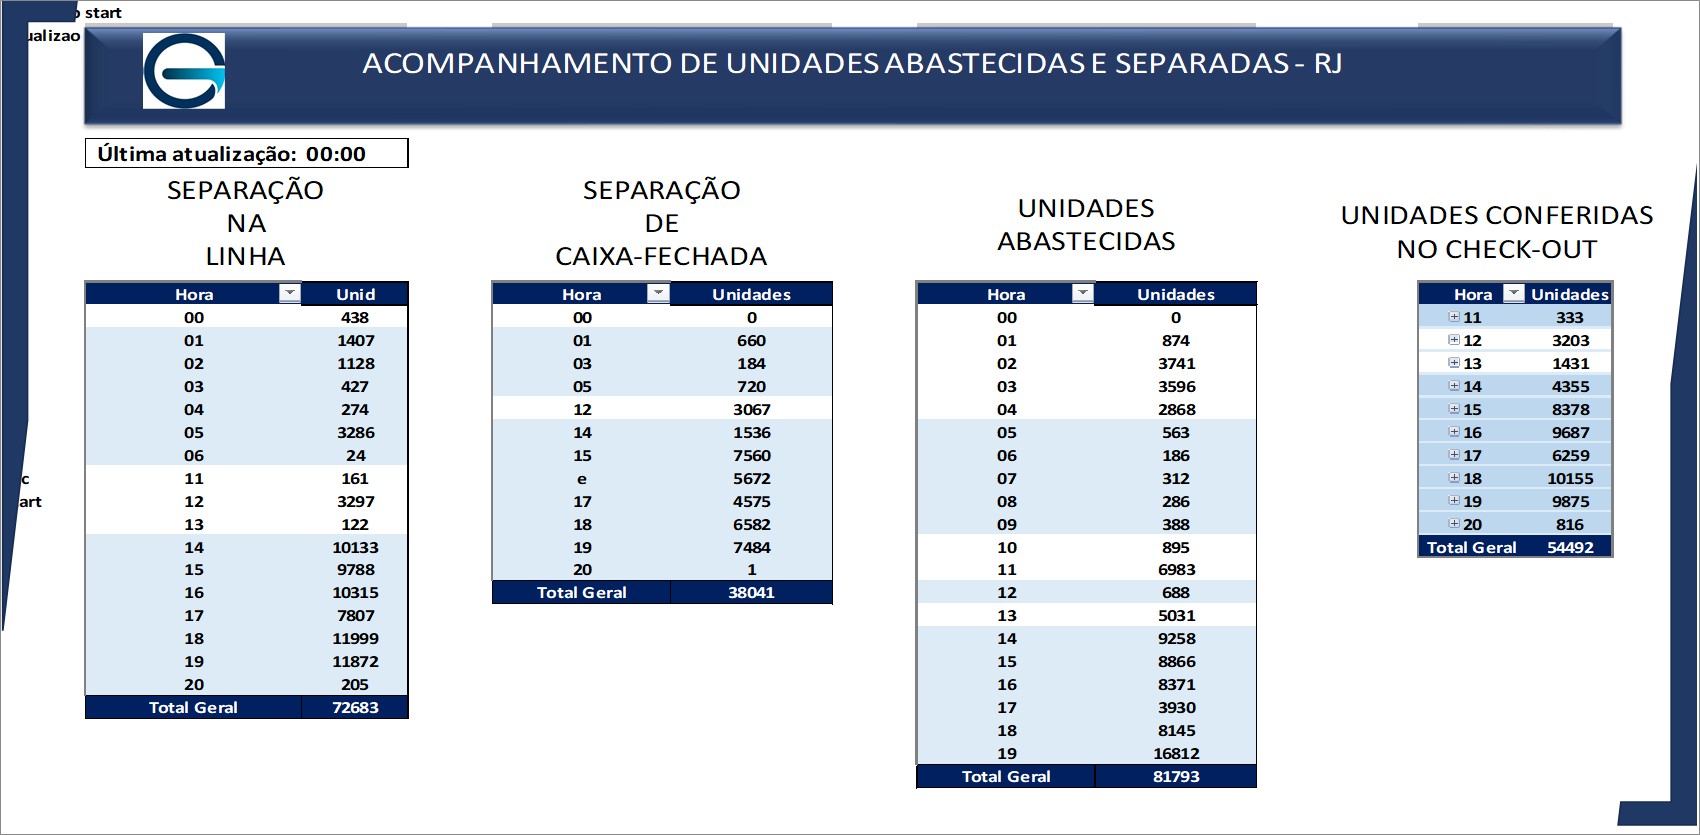 start
ualizao
ACOMPANHAMENTO DE UNIDADES ABASTECIDAS E SEPARADAS - RJ
Última atualização: 00:00
SEPARAÇÃO
NA
LINHA
Hora Unid
00 438
01 1407
02 1128
03 427
04 274
05 3286
06 24
11 161
12 3297
13 122
14 10133
15 9788
16 10315
17 7807
18 11999
19 11872
20 205
Total Geral 72683
SEPARAÇÃO
DE
CAIXA-FECHADA
Hora Unidades
00 0
01 660
03 184
05 720
12 3067
14 1536
15 7560
e 5672
17 4575
18 6582
19 7484
20 1
Total Geral 38041
UNIDADES
ABASTECIDAS
Hora Unidades
00 0
01 874
02 3741
03 3596
04 2868
05 563
06 186
07 312
08 286
09 388
10 895
11 6983
12 688
13 5031
14 9258
15 8866
16 8371
17 3930
18 8145
19 16812
Total Geral 81793
UNIDADES CONFERIDAS
NO CHECK-OUT
Hora Unidades
11 333
12 3203
13 1431
14 4355
15 8378
16 9687
17 6259
18 10155
19 9875
20 816
Total Geral 54492
c
art